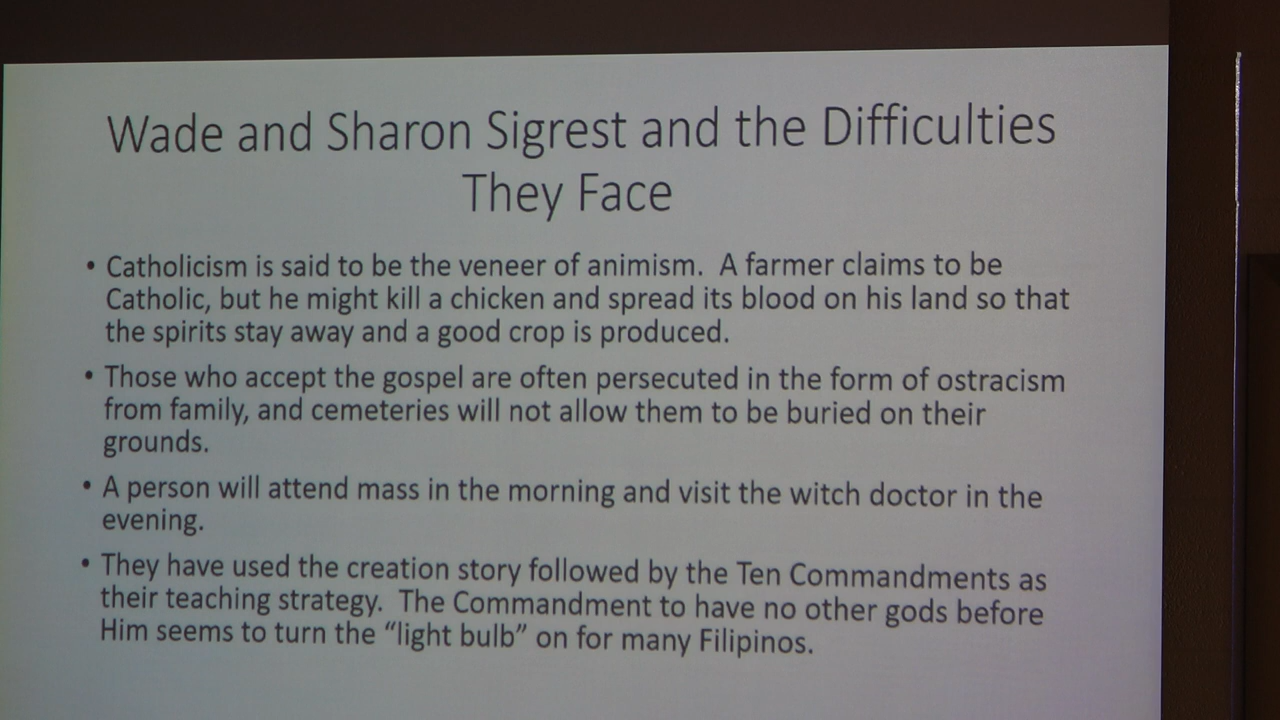 Wade and Sharon Sigrest and the Difficulties
They Face
• Catholicism is said to be the veneer of animism. A farmer claims to be
Catholic, but he might kill a chicken and spread its blood on his land so that
the spirits stay away and a good crop is produced.
• Those who accept the gospel are often persecuted in the form of ostracism
from family, and cemeteries will not allow them to be buried on their
grounds.
• A person will attend mass in the morning and visit the witch doctor in the
evening.
• They have used the creation story followed by the Ten Commandments as
their teaching strategy. The Commandment to have no other gods before
Him seems to turn the “light bulb” on for many Filipinos.